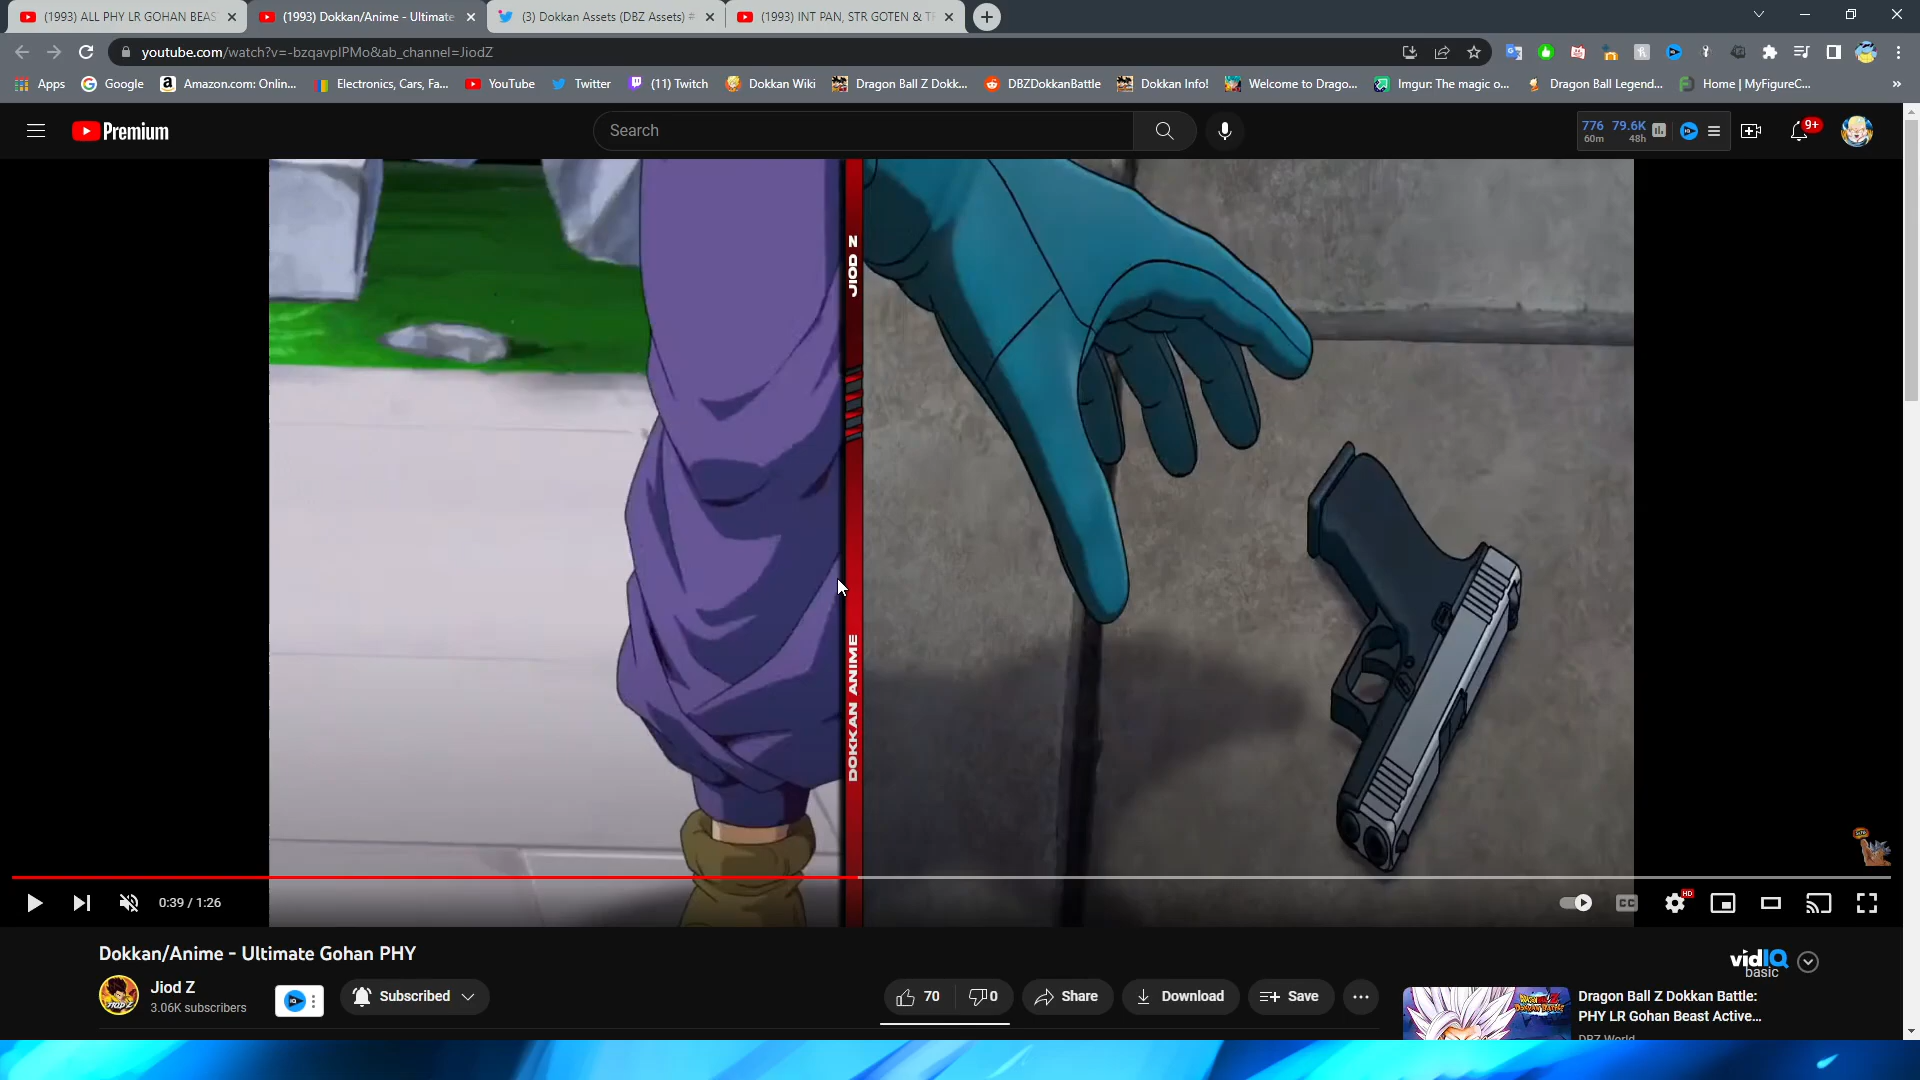 (1993) ALL PHY LR GOHAN BEAS
(1993) Dokkan/Anime - Ultimate
(3) Dokkan Assets (DBZ Assets) #
(1993) INT PAN, STR GOTEN & TR
youtube.com/watch?v=-bzqavpIPMo&ab_channel=JiodZ
Apps
Google
Amazon.com: Onlin...
Electronics, Cars, Fa...
YouTube
Twitter
(11) Twitch
Dokkan Wiki
Dragon Ball Z Dokk...
DBZDokkanBattle
Dokkan Info!
Welcome to Drago...
Imgur: The magic o...
Dragon Ball Legend...
Home | MyFigureC...
»
Premium
Search
776 79.6K
60m 48h
9+
JIOD Z
DOKKAN ANIME
0:39 / 1:26
CC
HD
Dokkan/Anime - Ultimate Gohan PHY
vidIQ
basic
Jiod Z
3.06K subscribers
Subscribed
70
0
Share
Download
Save
Dragon Ball Z Dokkan Battle:
PHY LR Gohan Beast Active...
DBZ World